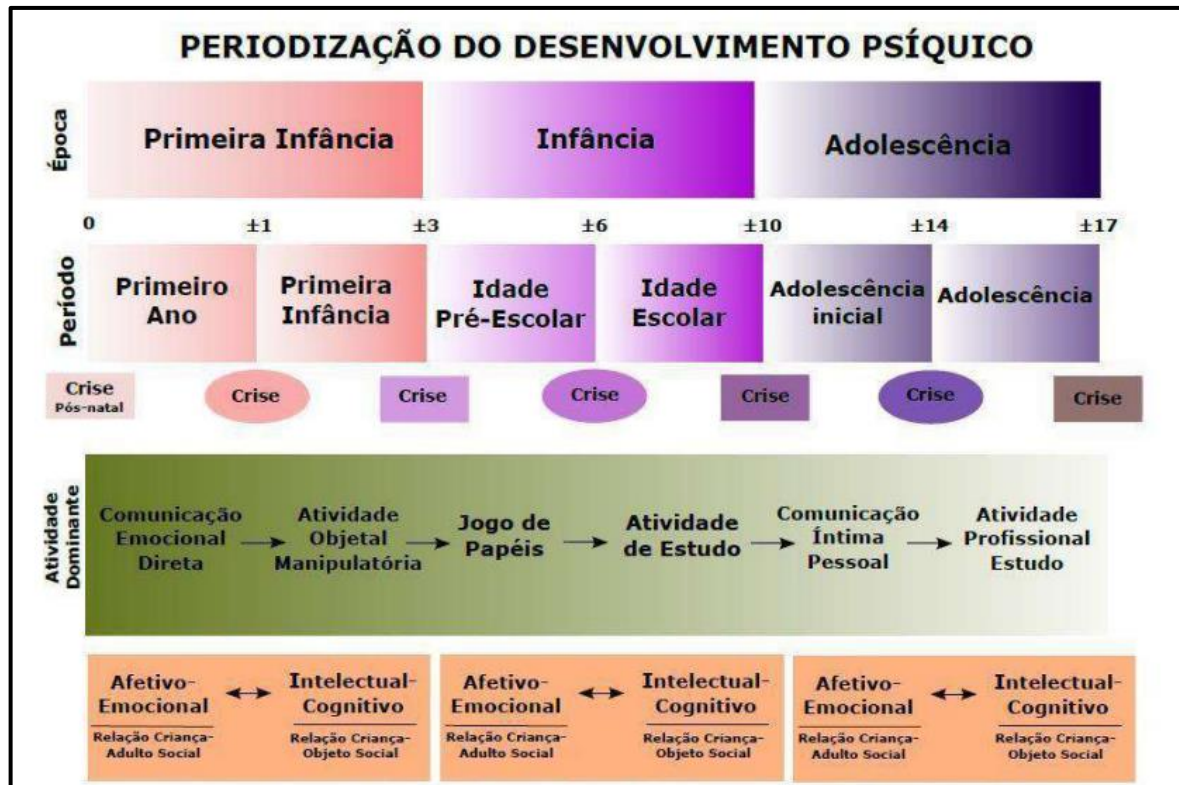 PERIODIZAÇÃO DO DESENVOLVIMENTO PSÍQUICO
Época
Primeira Infância
Infância
Adolescência
0
±1
±3
±6
±10
±14
±17
Período
Primeiro
Ano
Primeira
Infância
Idade
Pré-Escolar
Idade
Escolar
Adolescência
inicial
Adolescência
Crise
Pós-natal
Crise
Crise
Crise
Crise
Crise
Crise
Atividade
Dominante
Comunicação
Emocional
Direta
Atividade
Objetal
Manipulatória
Jogo de
Papéis
Atividade
de Estudo
Comunicação
Íntima
Pessoal
Atividade
Profissional
Estudo
Afetivo-
Emocional
Relação Criança-
Adulto Social
Intelectual-
Cognitivo
Relação Criança-
Objeto Social
Afetivo-
Emocional
Relação Criança-
Adulto Social
Intelectual-
Cognitivo
Relação Criança-
Objeto Social
Afetivo-
Emocional
Relação Criança-
Adulto Social
Intelectual-
Cognitivo
Relação Criança-
Objeto Social